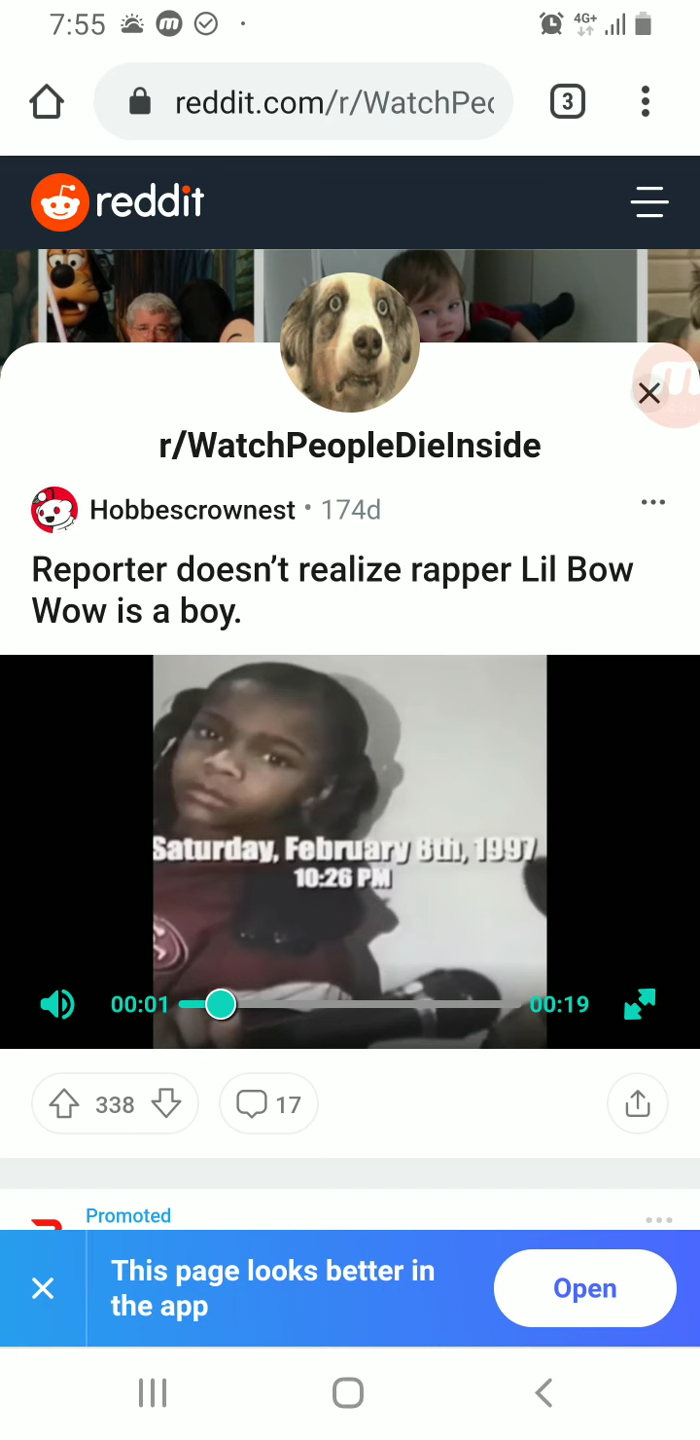 7:55
4G+
reddit.com/r/WatchPec
3
reddit
r/WatchPeopleDieInside
Hobbescrownest • 174d
Reporter doesn't realize rapper Lil Bow
Wow is a boy.
Saturday, February 8th, 1997
10:26 PM
00:01
00:19
338
17
Promoted
This page looks better in
the app
Open